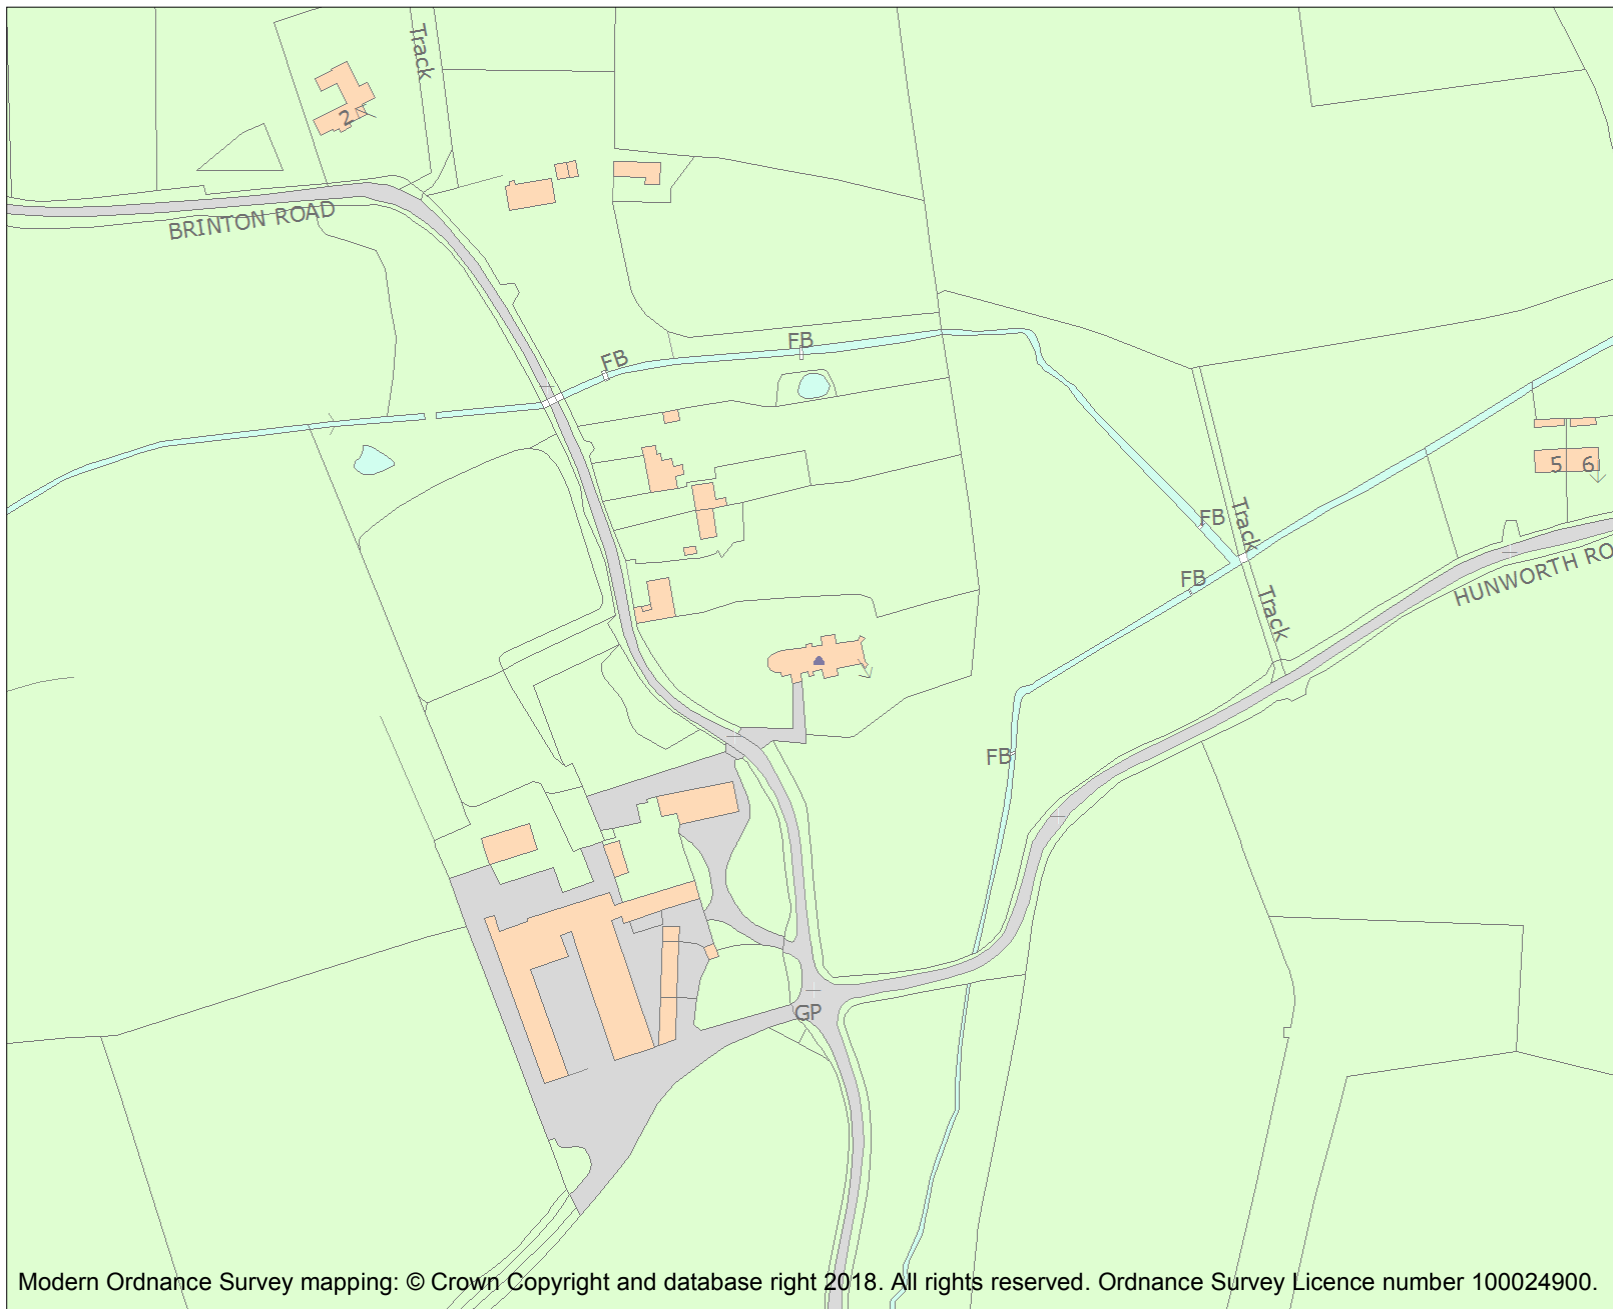 Track
2
BRINTON ROAD
FB
FB
5 6
FB
Track
FB
HUNWORTH RO
Track
FB
GP
Modern Ordnance Survey mapping: © Crown Copyright and database right 2018. All rights reserved. Ordnance Survey Licence number 100024900.